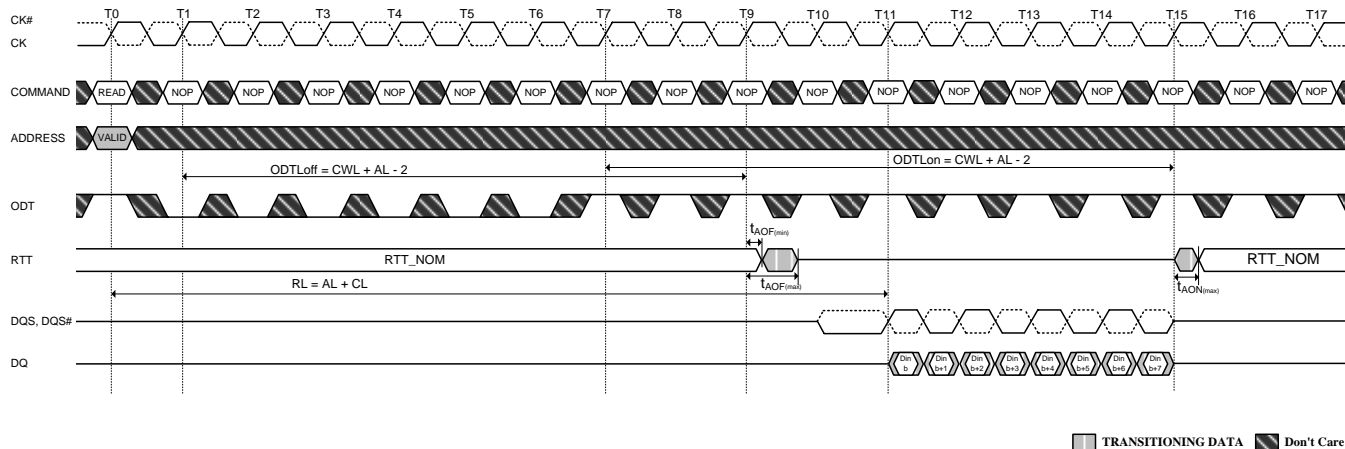 CK#
CK
T0 T1 T2 T3 T4 T5 T6 T7 T8 T9 T10 T11 T12 T13 T14 T15 T16 T17
COMMAND READ NOP NOP NOP NOP NOP NOP NOP NOP NOP NOP NOP NOP NOP NOP NOP NOP NOP
ADDRESS VALID
ODTLoff = CWL + AL - 2
ODTLon = CWL + AL - 2
ODT
tAOF(min)
RTT RTT_NOM RTT_NOM
tAOF(max)
tAON(max)
RL = AL + CL
DQS, DQS#
DQ Din b Din b+1 Din b+2 Din b+3 Din b+4 Din b+5 Din b+6 Din b+7
TRANSITIONING DATA Don't Care